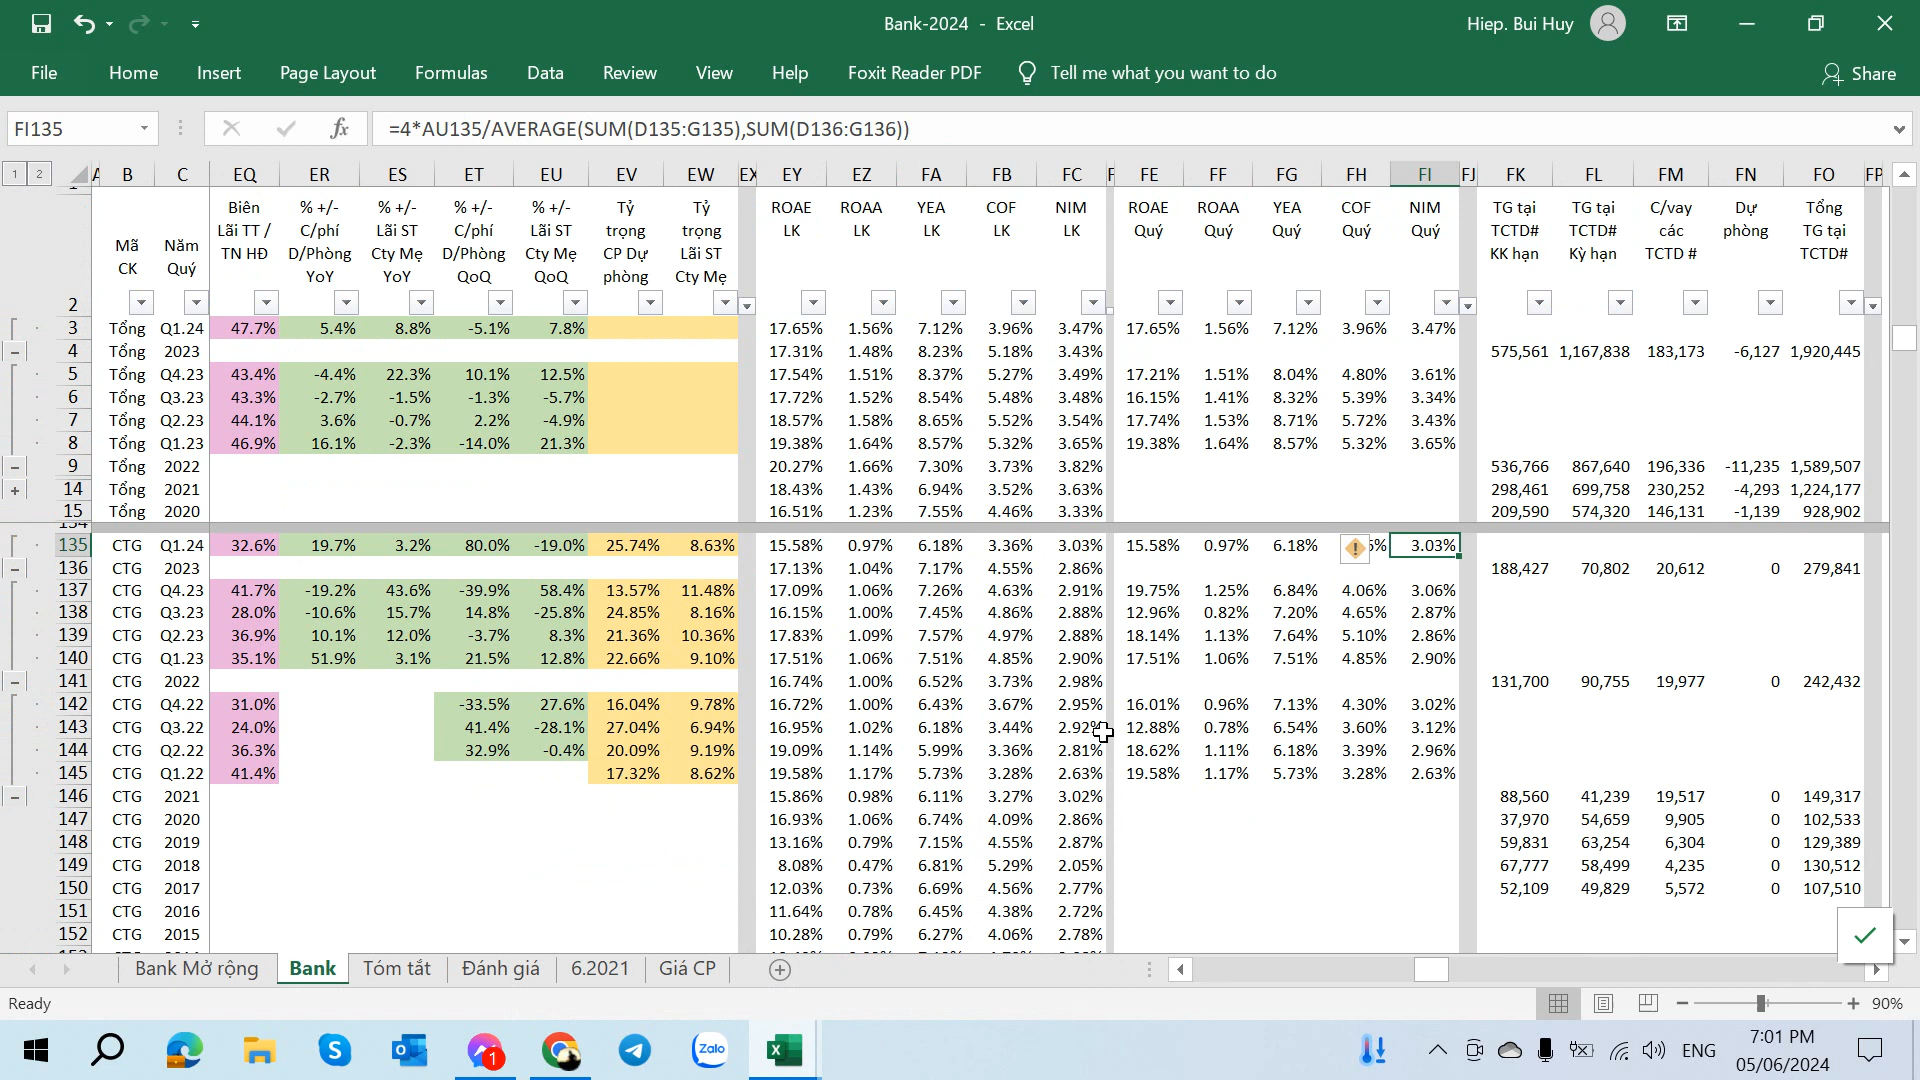 Bank-2024 - Excel
Hiep. Bui Huy
File Home Insert Page Layout Formulas Data Review View Help Foxit Reader PDF Tell me what you want to do Share
FI135 fx =4*AU135/AVERAGE(SUM(D135:G135),SUM(D136:G136))
1 2
A B C EQ ER ES ET EU EV EW EX EY EZ FA FB FC F FE FF FG FH FI FJ FK FL FM FN FO FP
Mã CK
Năm Quý
Biên Lãi TT / TN HĐ
% +/- C/phí D/Phòng YoY
% +/- Lãi ST Cty Mẹ YoY
% +/- C/phí D/Phòng QoQ
% +/- Lãi ST Cty Mẹ QoQ
Tỷ trọng CP Dự phòng
Tỷ trọng Lãi ST Cty Mẹ
ROAE LK
ROAA LK
YEA LK
COF LK
NIM LK
ROAE Quý
ROAA Quý
YEA Quý
COF Quý
NIM Quý
TG tại TCTD# KK hạn
TG tại TCTD# Kỳ hạn
C/vay các TCTD #
Dự phòng
Tổng TG tại TCTD#
2
3 Tổng Q1.24 47.7% 5.4% 8.8% -5.1% 7.8% 17.65% 1.56% 7.12% 3.96% 3.47% 17.65% 1.56% 7.12% 3.96% 3.47%
4 Tổng 2023 17.31% 1.48% 8.23% 5.18% 3.43% 575,561 1,167,838 183,173 -6,127 1,920,445
5 Tổng Q4.23 43.4% -4.4% 22.3% 10.1% 12.5% 17.54% 1.51% 8.37% 5.27% 3.49% 17.21% 1.51% 8.04% 4.80% 3.61%
6 Tổng Q3.23 43.3% -2.7% -1.5% -1.3% -5.7% 17.72% 1.52% 8.54% 5.48% 3.48% 16.15% 1.41% 8.32% 5.39% 3.34%
7 Tổng Q2.23 44.1% 3.6% -0.7% 2.2% -4.9% 18.57% 1.58% 8.65% 5.52% 3.54% 17.74% 1.53% 8.71% 5.72% 3.43%
8 Tổng Q1.23 46.9% 16.1% -2.3% -14.0% 21.3% 19.38% 1.64% 8.57% 5.32% 3.65% 19.38% 1.64% 8.57% 5.32% 3.65%
9 Tổng 2022 20.27% 1.66% 7.30% 3.73% 3.82% 536,766 867,640 196,336 -11,235 1,589,507
14 Tổng 2021 18.43% 1.43% 6.94% 3.52% 3.63% 298,461 699,758 230,252 -4,293 1,224,177
15 Tổng 2020 16.51% 1.23% 7.55% 4.46% 3.33% 209,590 574,320 146,131 -1,139 928,902
135 CTG Q1.24 32.6% 19.7% 3.2% 80.0% -19.0% 25.74% 8.63% 15.58% 0.97% 6.18% 3.36% 3.03% 15.58% 0.97% 6.18% 3.03%
136 CTG 2023 17.13% 1.04% 7.17% 4.55% 2.86% 188,427 70,802 20,612 0 279,841
137 CTG Q4.23 41.7% -19.2% 43.6% -39.9% 58.4% 13.57% 11.48% 17.09% 1.06% 7.26% 4.63% 2.91% 19.75% 1.25% 6.84% 4.06% 3.06%
138 CTG Q3.23 28.0% -10.6% 15.7% 14.8% -25.8% 24.85% 8.16% 16.15% 1.00% 7.45% 4.86% 2.88% 12.96% 0.82% 7.20% 4.65% 2.87%
139 CTG Q2.23 36.9% 10.1% 12.0% -3.7% 8.3% 21.36% 10.36% 17.83% 1.09% 7.57% 4.97% 2.88% 18.14% 1.13% 7.64% 5.10% 2.86%
140 CTG Q1.23 35.1% 51.9% 3.1% 21.5% 12.8% 22.66% 9.10% 17.51% 1.06% 7.51% 4.85% 2.90% 17.51% 1.06% 7.51% 4.85% 2.90%
141 CTG 2022 16.74% 1.00% 6.52% 3.73% 2.98% 131,700 90,755 19,977 0 242,432
142 CTG Q4.22 31.0% -33.5% 27.6% 16.04% 9.78% 16.72% 1.00% 6.43% 3.67% 2.95% 16.01% 0.96% 7.13% 4.30% 3.02%
143 CTG Q3.22 24.0% 41.4% -28.1% 27.04% 6.94% 16.95% 1.02% 6.18% 3.44% 2.92% 12.88% 0.78% 6.54% 3.60% 3.12%
144 CTG Q2.22 36.3% 32.9% -0.4% 20.09% 9.19% 19.09% 1.14% 5.99% 3.36% 2.81% 18.62% 1.11% 6.18% 3.39% 2.96%
145 CTG Q1.22 41.4% 17.32% 8.62% 19.58% 1.17% 5.73% 3.28% 2.63% 19.58% 1.17% 5.73% 3.28% 2.63%
146 CTG 2021 15.86% 0.98% 6.11% 3.27% 3.02% 88,560 41,239 19,517 0 149,317
147 CTG 2020 16.93% 1.06% 6.74% 4.09% 2.86% 37,970 54,659 9,905 0 102,533
148 CTG 2019 13.16% 0.79% 7.15% 4.55% 2.87% 59,831 63,254 6,304 0 129,389
149 CTG 2018 8.08% 0.47% 6.81% 5.29% 2.05% 67,777 58,499 4,235 0 130,512
150 CTG 2017 12.03% 0.73% 6.69% 4.56% 2.77% 52,109 49,829 5,572 0 107,510
151 CTG 2016 11.64% 0.78% 6.45% 4.38% 2.72%
152 CTG 2015 10.28% 0.79% 6.27% 4.06% 2.78%
Bank Mở rộng Bank Tóm tắt Đánh giá 6.2021 Giá CP
Ready 90%
S 1 Zalo ENG
7:01 PM
05/06/2024